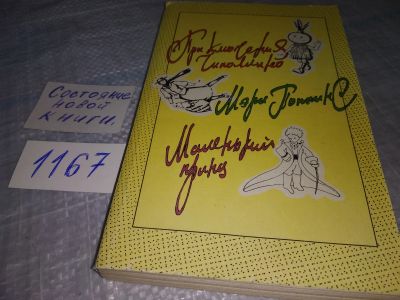 Приключения
Чиполлино
Мэри Поппинс
Маленький
принц
Состояние
новой
книги.
1167